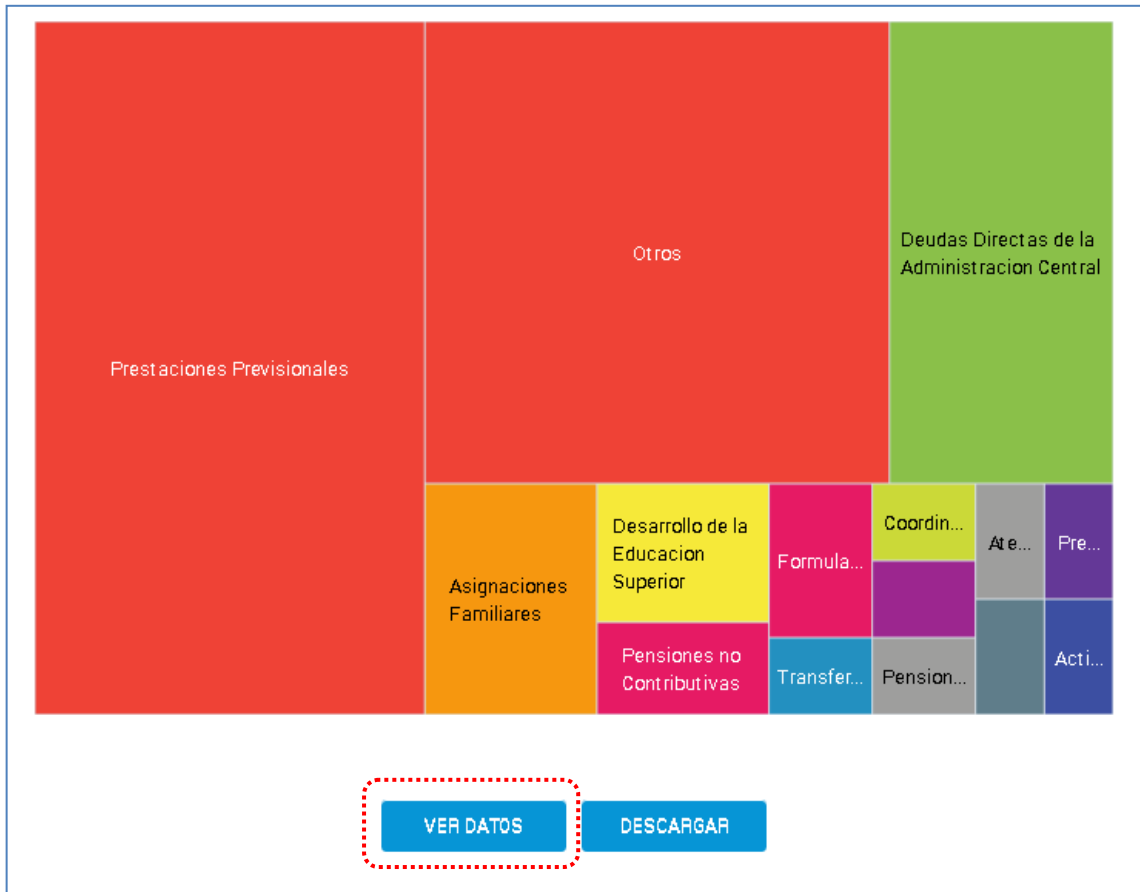 Prestaciones Previsionales
Otros
Deudas Directas de la
Administracion Central
Asignaciones
Familiares
Desarrollo de la
Educacion
Superior
Pensiones no
Contributivas
Formula...
Transfer...
Coordin...
Pension...
Ate...
Pre...
Acti...
VER DATOS
DESCARGAR